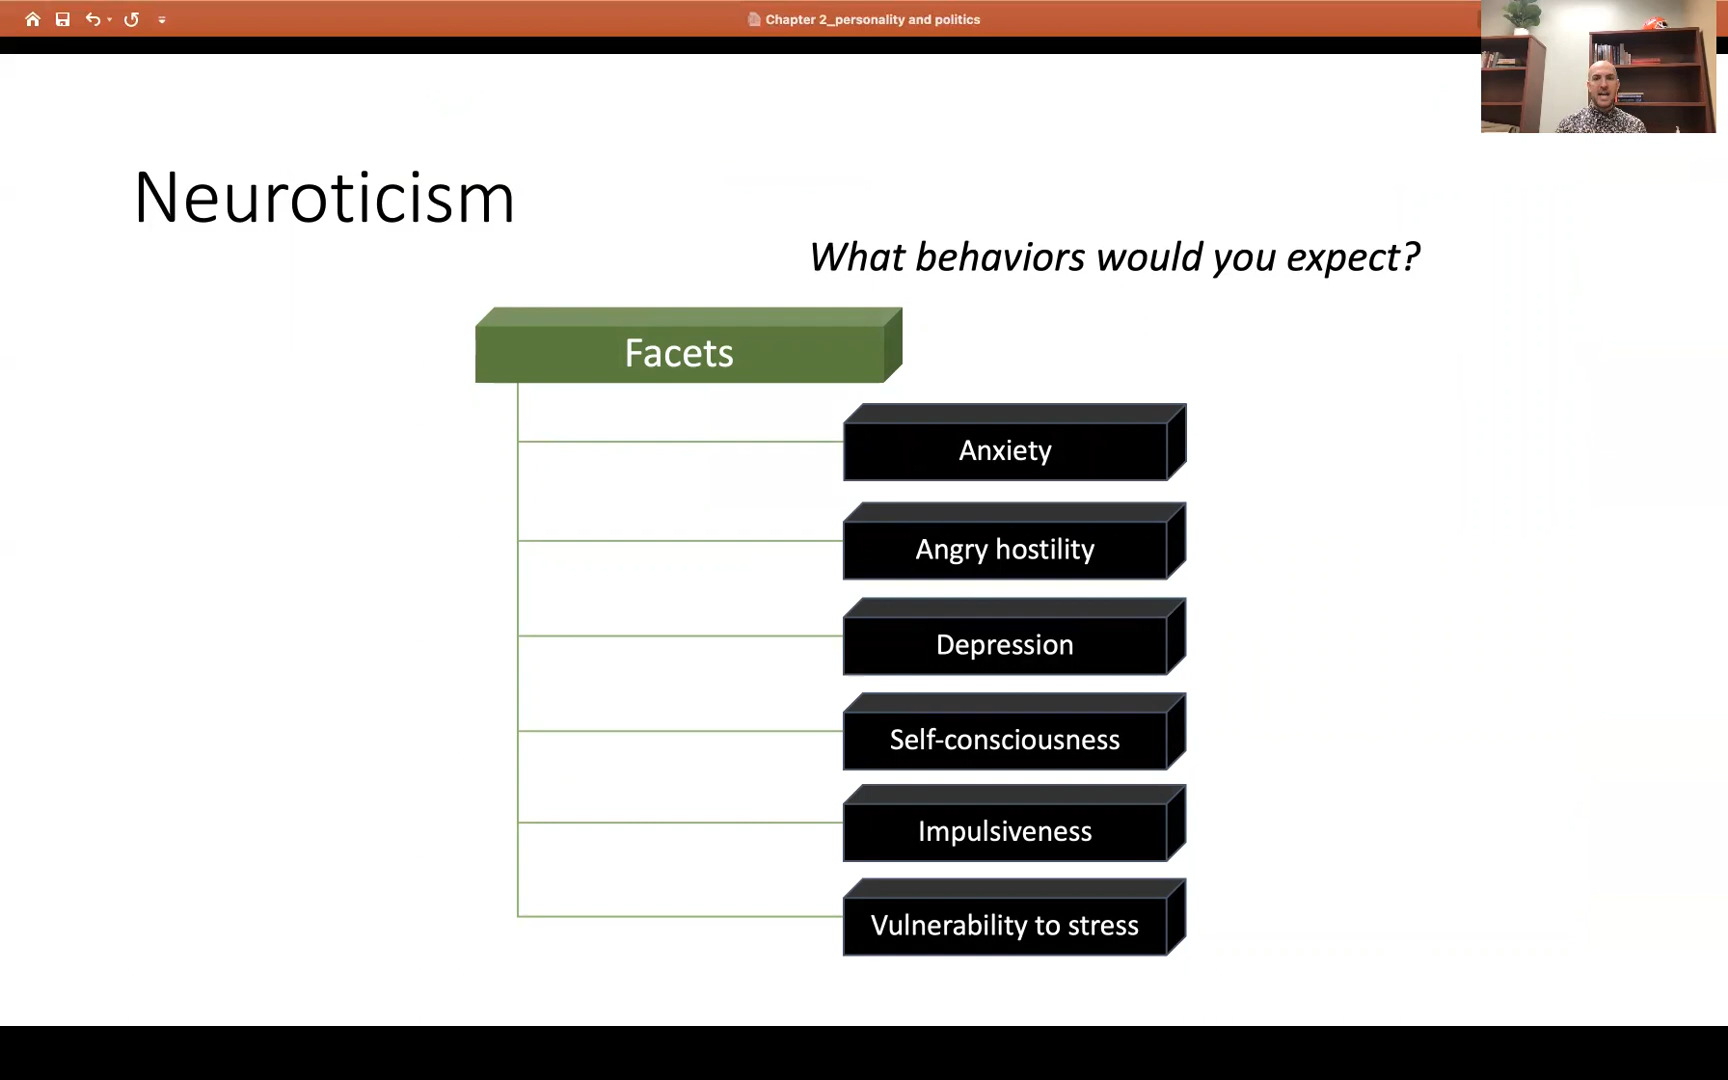 Chapter 2_personality and politics
Neuroticism
What behaviors would you expect?
Facets
Anxiety
Angry hostility
Depression
Self-consciousness
Impulsiveness
Vulnerability to stress